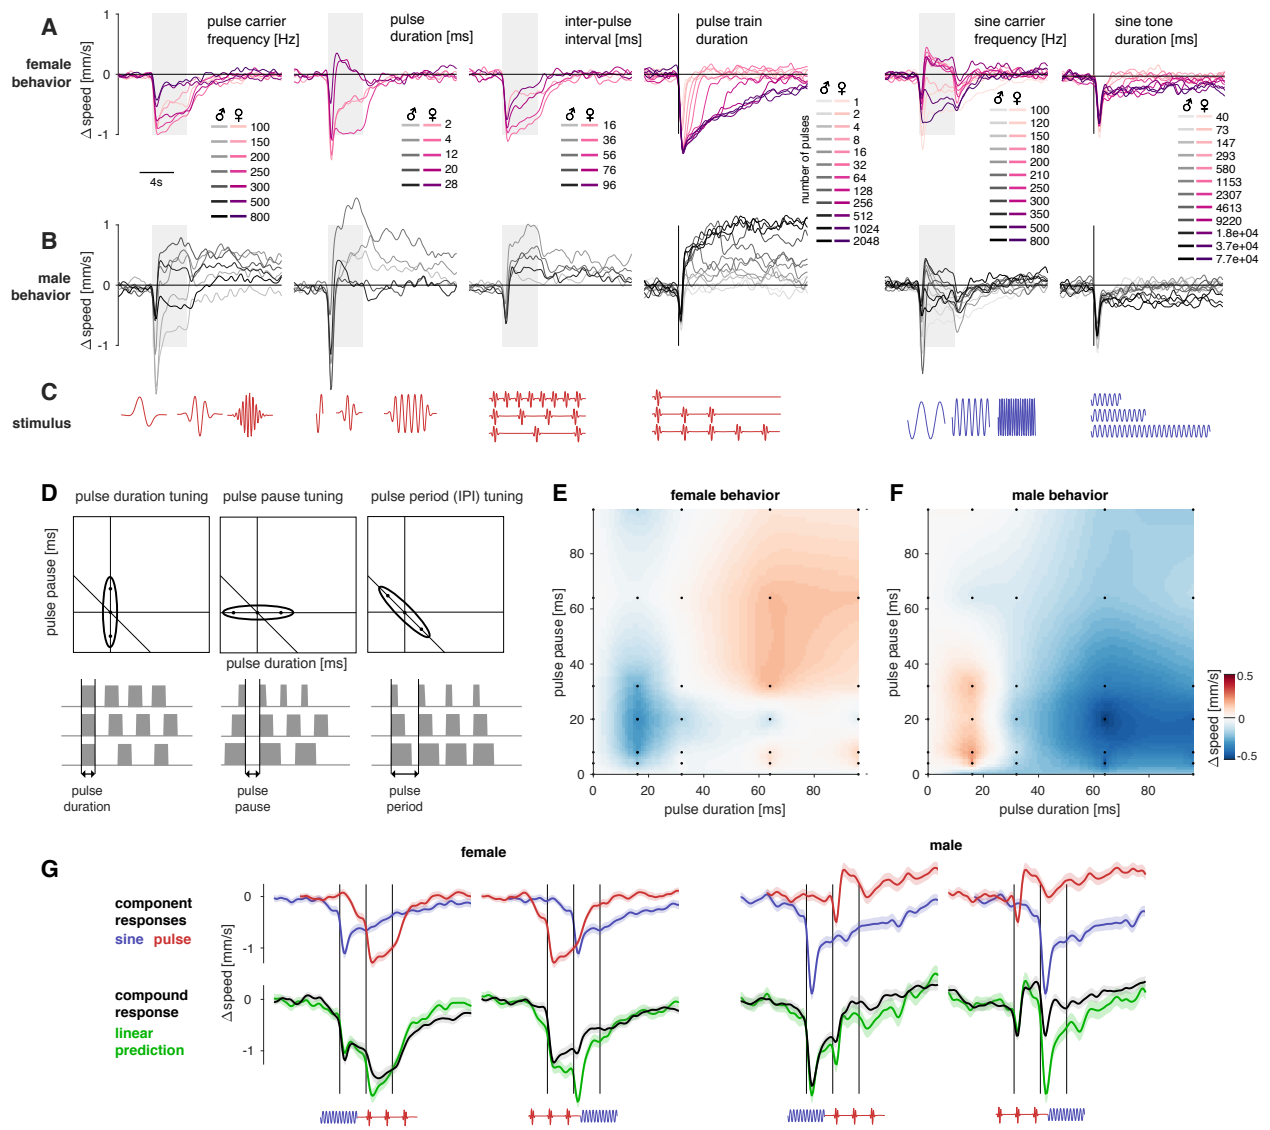 A
female
behavior
Δ speed [mm/s]
1
0
-1
4s
pulse carrier
frequency [Hz]
♂ ♀
100
150
200
250
300
500
800
pulse
duration [ms]
♂ ♀
2
4
12
20
28
inter-pulse
interval [ms]
♂ ♀
16
36
56
76
96
pulse train
duration
number of pulses
♂ ♀
1
2
4
8
16
32
64
128
256
512
1024
2048
sine carrier
frequency [Hz]
♂ ♀
100
120
150
180
200
210
250
300
350
500
800
sine tone
duration [ms]
♂ ♀
40
73
147
293
580
1153
2307
4613
9220
1.8e+04
3.7e+04
7.7e+04
B
male
behavior
Δ speed [mm/s]
1
0
-1
C
stimulus
D
pulse duration tuning
pulse pause tuning
pulse period (IPI) tuning
pulse pause [ms]
pulse duration [ms]
pulse
duration
pulse
pause
pulse
period
E
female behavior
pulse pause [ms]
80
60
40
20
0
0 20 40 60 80
pulse duration [ms]
F
male behavior
pulse pause [ms]
80
60
40
20
0
0 20 40 60 80
pulse duration [ms]
Δ speed [mm/s]
0.5
0
-0.5
G
female
male
component
responses
sine pulse
0
-1
Δ speed [mm/s]
compound
response
linear
prediction
0
-1